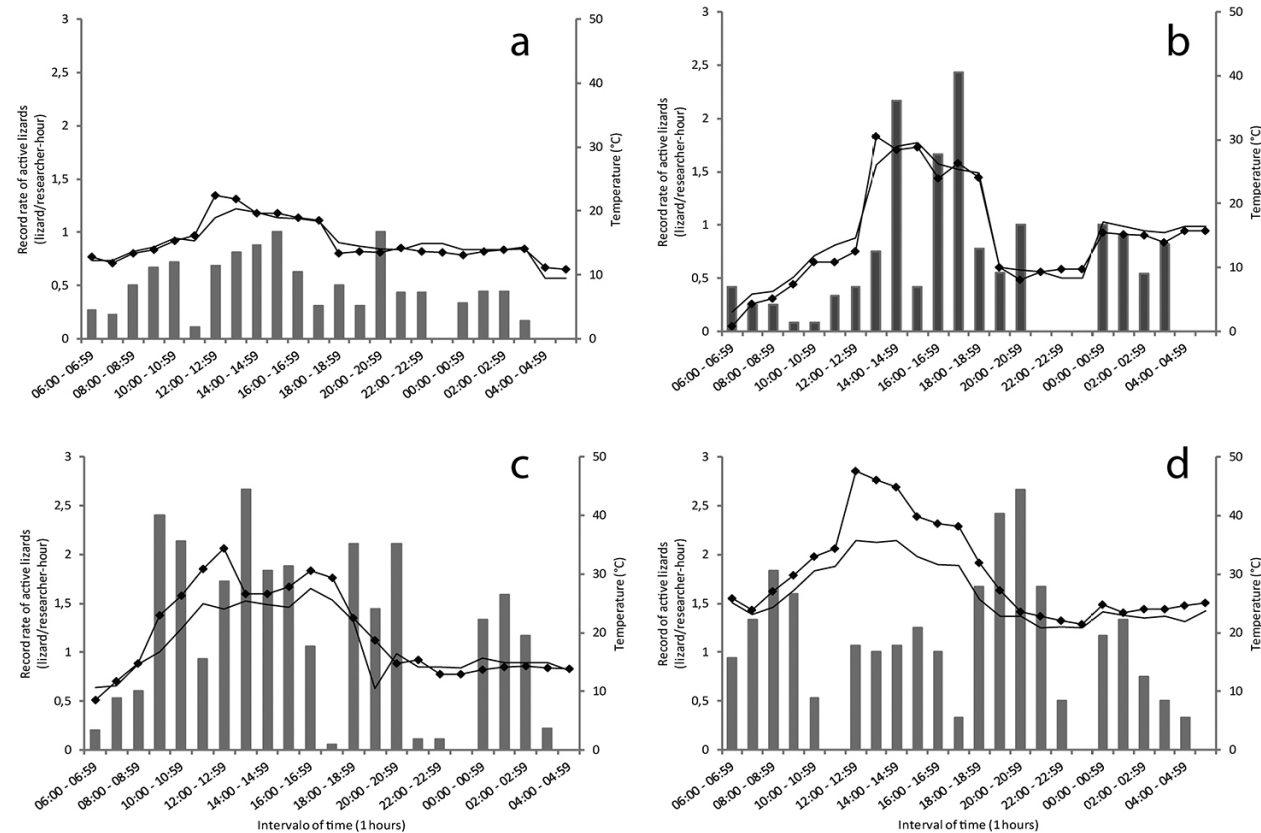 a
3
2,5
2
1,5
1
0,5
0
50
40
30
20
10
0
Record rate of active lizards
(lizard/researcher-hour)
Temperature (°C)
06:00 - 06:59
08:00 - 08:59
10:00 - 10:59
12:00 - 12:59
14:00 - 14:59
16:00 - 16:59
18:00 - 18:59
20:00 - 20:59
22:00 - 22:59
00:00 - 00:59
02:00 - 02:59
04:00 - 04:59
b
3
2,5
2
1,5
1
0,5
0
50
40
30
20
10
0
Record rate of active lizards
(lizard/researcher-hour)
Temperature (°C)
06:00 - 06:59
08:00 - 08:59
10:00 - 10:59
12:00 - 12:59
14:00 - 14:59
16:00 - 16:59
18:00 - 18:59
20:00 - 20:59
22:00 - 22:59
00:00 - 00:59
02:00 - 02:59
04:00 - 04:59
c
3
2,5
2
1,5
1
0,5
0
50
40
30
20
10
0
Record rate of active lizards
(lizard/researcher-hour)
Temperature (°C)
06:00 - 06:59
08:00 - 08:59
10:00 - 10:59
12:00 - 12:59
14:00 - 14:59
16:00 - 16:59
18:00 - 18:59
20:00 - 20:59
22:00 - 22:59
00:00 - 00:59
02:00 - 02:59
04:00 - 04:59
Intervalo of time (1 hours)
d
3
2,5
2
1,5
1
0,5
0
50
40
30
20
10
0
Record rate of active lizards
(lizard/researcher-hour)
Temperature (°C)
06:00 - 06:59
08:00 - 08:59
10:00 - 10:59
12:00 - 12:59
14:00 - 14:59
16:00 - 16:59
18:00 - 18:59
20:00 - 20:59
22:00 - 22:59
00:00 - 00:59
02:00 - 02:59
04:00 - 04:59
Intervalo of time (1 hours)